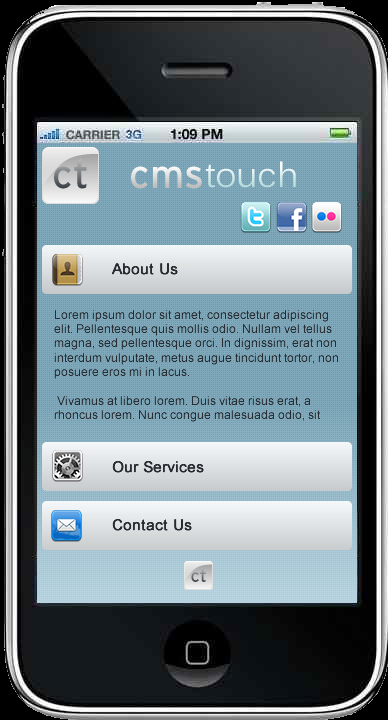 CARRIER 3G 1:09 PM
ct cmstouch
t f
About Us
Lorem ipsum dolor sit amet, consectetur adipiscing
elit. Pellentesque quis mollis odio. Nullam vel tellus
magna, sed pellentesque orci. In dignissim, erat non
interdum vulputate, metus augue tincidunt tortor, non
posuere eros mi in lacus.
Vivamus at libero lorem. Duis vitae risus erat, a
rhoncus lorem. Nunc congue malesuada odio, sit
Our Services
Contact Us
ct